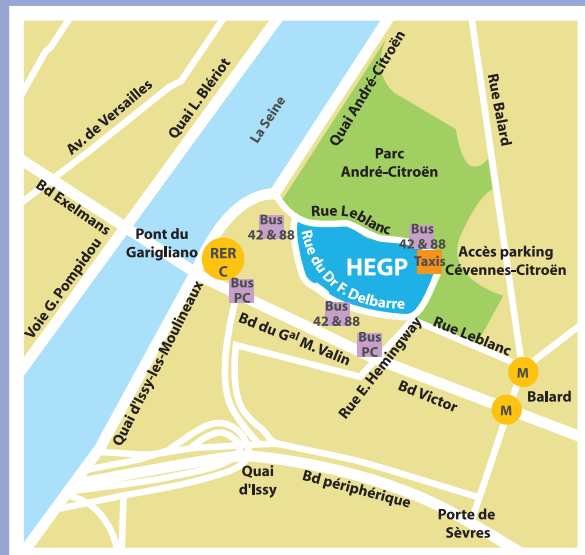 Av. de Versailles
Quai L. Blériot
La Seine
Quai André-Citroën
Rue Balard
Parc
André-Citroën
Bd Exelmans
Pont du
Garigliano
Voie G. Pompidou
RER
C
Bus
PC
Bus
42 & 88
Rue Leblanc
Bus
42 & 88
Taxis
HEGP
Rue du Dr F. Delbarre
Accès parking
Cévennes-Citroën
Bus
42 & 88
Bus
PC
Quai d'Issy-les-Moulineaux
Bd du Gal M. Valin
Rue E. Hemingway
Rue Leblanc
M
M
Balard
Bd Victor
Quai
d'Issy
Bd périphérique
Porte de
Sèvres